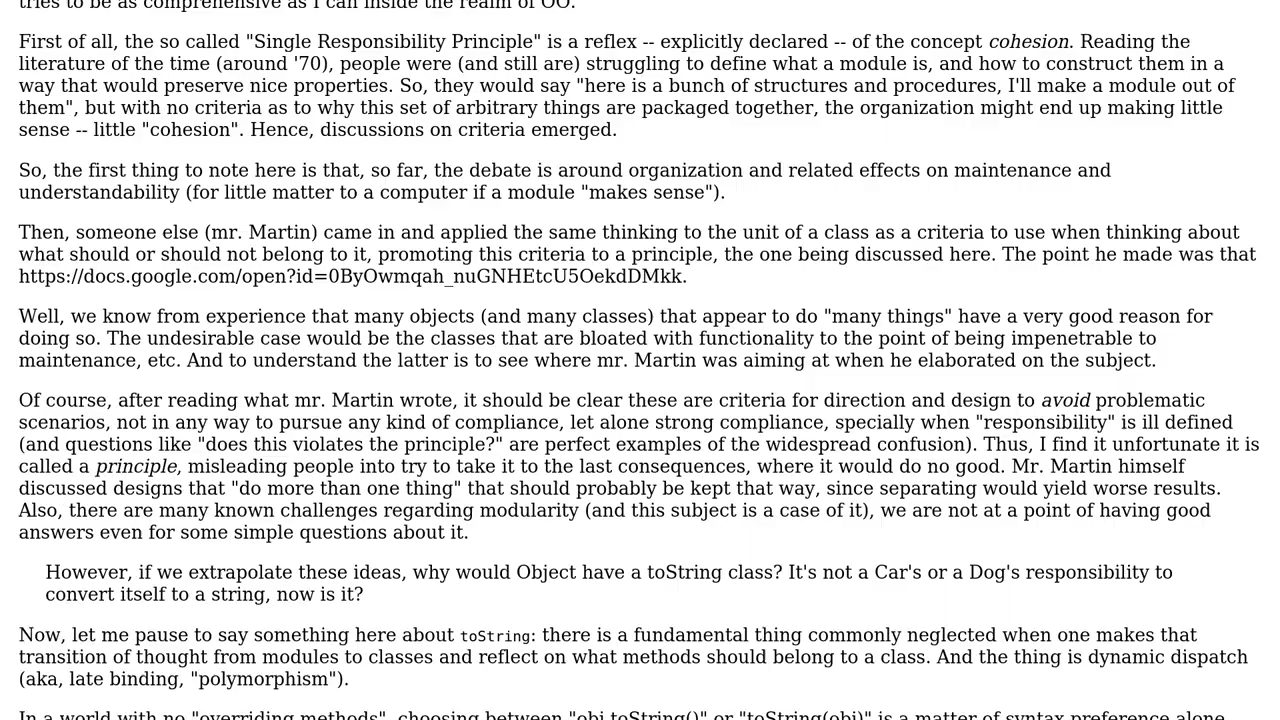 tries to be as comprehensive as I can inside the realm of OO.
First of all, the so called "Single Responsibility Principle" is a reflex -- explicitly declared -- of the concept cohesion. Reading the
literature of the time (around '70), people were (and still are) struggling to define what a module is, and how to construct them in a
way that would preserve nice properties. So, they would say "here is a bunch of structures and procedures, I'll make a module out of
them", but with no criteria as to why this set of arbitrary things are packaged together, the organization might end up making little
sense -- little "cohesion". Hence, discussions on criteria emerged.
So, the first thing to note here is that, so far, the debate is around organization and related effects on maintenance and
understandability (for little matter to a computer if a module "makes sense").
Then, someone else (mr. Martin) came in and applied the same thinking to the unit of a class as a criteria to use when thinking about
what should or should not belong to it, promoting this criteria to a principle, the one being discussed here. The point he made was that
https://docs.google.com/open?id=0ByOwmqah_nuGNHEtcU5OekdDMkk.
Well, we know from experience that many objects (and many classes) that appear to do "many things" have a very good reason for
doing so. The undesirable case would be the classes that are bloated with functionality to the point of being impenetrable to
maintenance, etc. And to understand the latter is to see where mr. Martin was aiming at when he elaborated on the subject.
Of course, after reading what mr. Martin wrote, it should be clear these are criteria for direction and design to avoid problematic
scenarios, not in any way to pursue any kind of compliance, let alone strong compliance, specially when "responsibility" is ill defined
(and questions like "does this violates the principle?" are perfect examples of the widespread confusion). Thus, I find it unfortunate it is
called a principle, misleading people into try to take it to the last consequences, where it would do no good. Mr. Martin himself
discussed designs that "do more than one thing" that should probably be kept that way, since separating would yield worse results.
Also, there are many known challenges regarding modularity (and this subject is a case of it), we are not at a point of having good
answers even for some simple questions about it.
However, if we extrapolate these ideas, why would Object have a toString class? It's not a Car's or a Dog's responsibility to
convert itself to a string, now is it?
Now, let me pause to say something here about toString: there is a fundamental thing commonly neglected when one makes that
transition of thought from modules to classes and reflect on what methods should belong to a class. And the thing is dynamic dispatch
(aka, late binding, "polymorphism").
In a world with no "overriding methods", choosing between "obj.toString()" or "toString(obj)" is a matter of syntax preference alone.